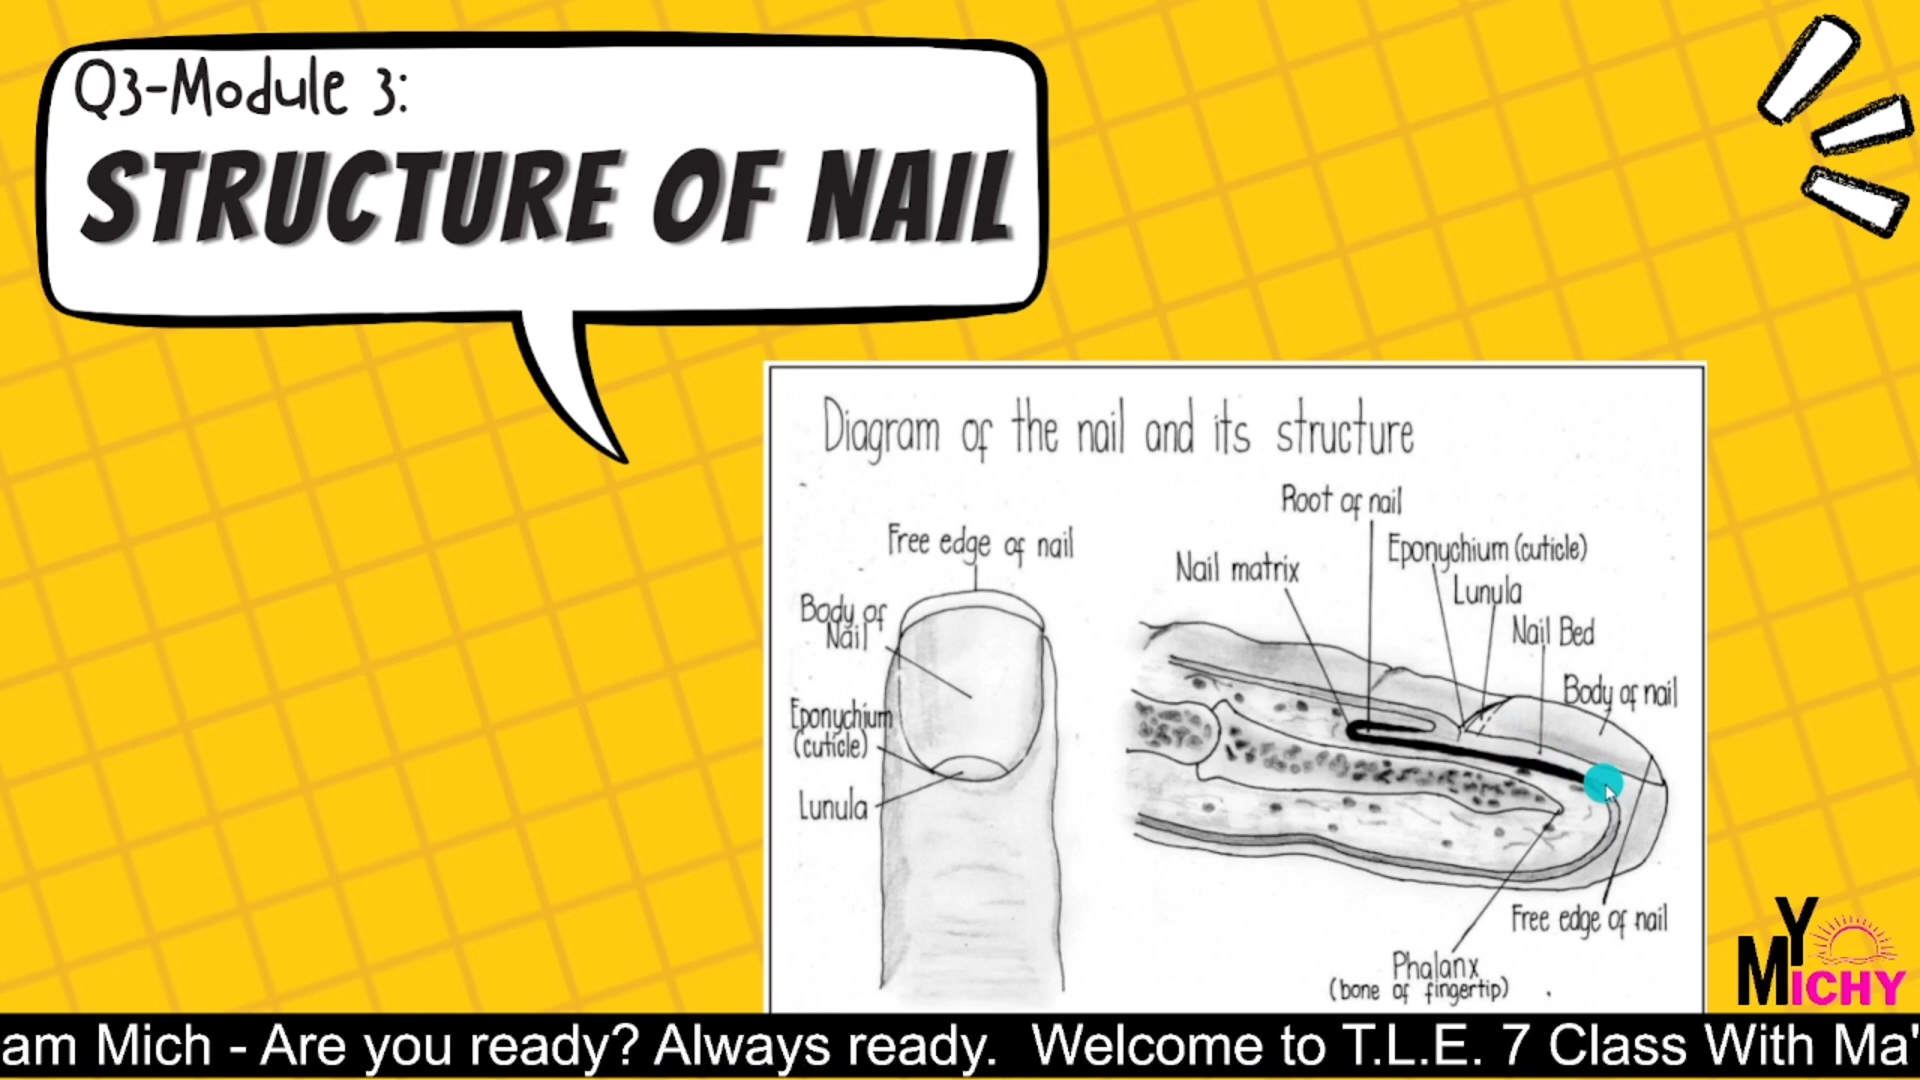 Q3-Module 3:
STRUCTURE OF NAIL
Diagram of the nail and its structure
Free edge of nail
Body of
Nail
Eponychium
(cuticle)
Lunula
Root of nail
Nail matrix
Eponychium (cuticle)
Lunula
Nail Bed
Body of nail
Free edge of nail
Phalanx
(bone of fingertip)
MY
MICHY
am Mich - Are you ready? Always ready. Welcome to T.L.E. 7 Class With Ma'